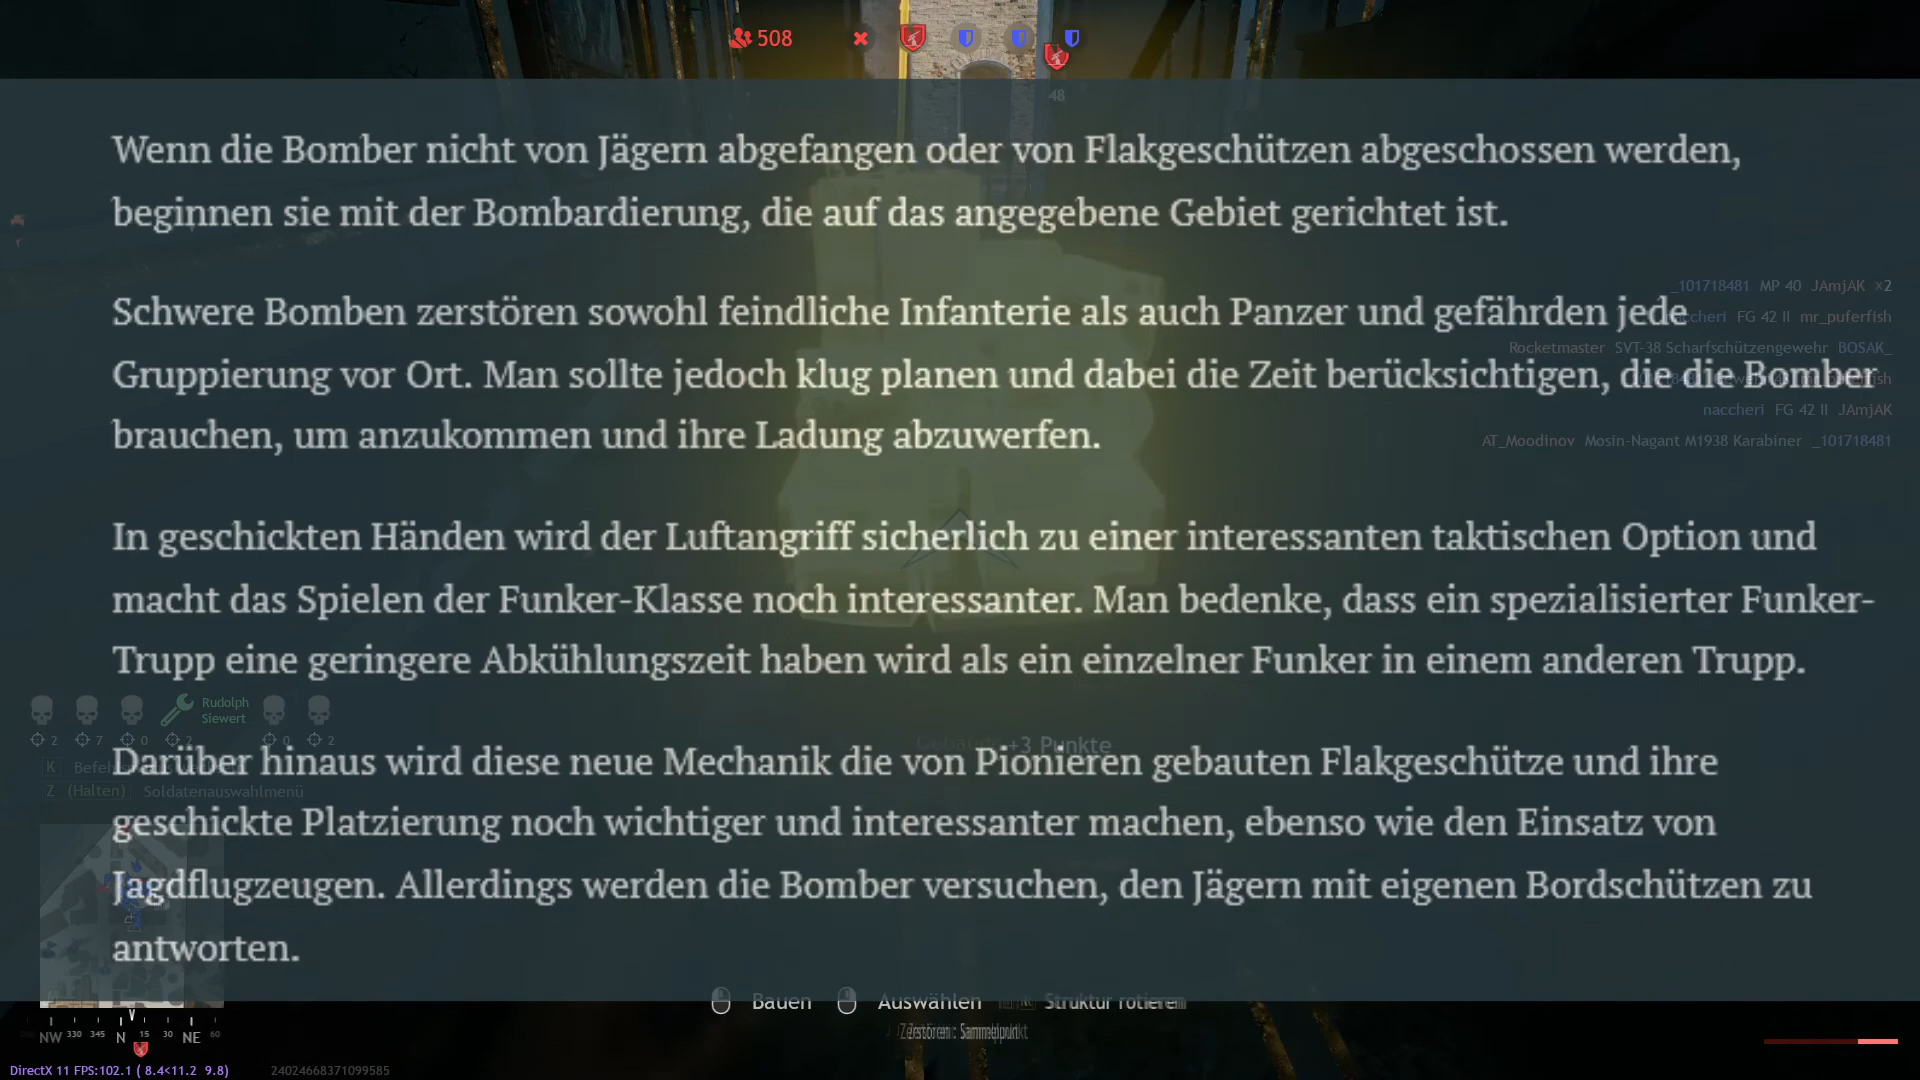 508
48
Wenn die Bomber nicht von Jägern abgefangen oder von Flakgeschützen abgeschossen werden,
beginnen sie mit der Bombardierung, die auf das angegebene Gebiet gerichtet ist.
_101718481 MP 40 JAmjAK ×2
Schwere Bomben zerstören sowohl feindliche Infanterie als auch Panzer und gefährden jede
naccheri FG 42 II mr_puferfish
Rocketmaster SVT-38 Scharfschützengewehr BOSAK_
Gruppierung vor Ort. Man sollte jedoch klug planen und dabei die Zeit berücksichtigen, die die Bomber
naccheri FG 42 II JAmjAK
brauchen, um anzukommen und ihre Ladung abzuwerfen.
AT_Moodinov Mosin-Nagant M1938 Karabiner _101718481
In geschickten Händen wird der Luftangriff sicherlich zu einer interessanten taktischen Option und
macht das Spielen der Funker-Klasse noch interessanter. Man bedenke, dass ein spezialisierter Funker-
Trupp eine geringere Abkühlungszeit haben wird als ein einzelner Funker in einem anderen Trupp.
Rudolph
Siewert
2 7 0 2 0 2
+3 Punkte
Darüber hinaus wird diese neue Mechanik die von Pionieren gebauten Flakgeschütze und ihre
K
Z (Halten) Soldatenauswahlmenü
geschickte Platzierung noch wichtiger und interessanter machen, ebenso wie den Einsatz von
Jagdflugzeugen. Allerdings werden die Bomber versuchen, den Jägern mit eigenen Bordschützen zu
antworten.
Bauen Auswählen Struktur rotieren
Zerstören: Sammelpunkt
NW 330 345 N 15 30 NE 60
DirectX 11 FPS:102.1 ( 8.4<11.2 9.8) 24024668371099585